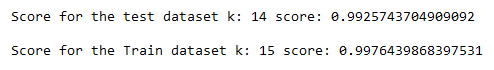 Score for the test dataset k: 14 score: 0.9925743704909092
Score for the Train dataset k: 15 score: 0.9976439868397531